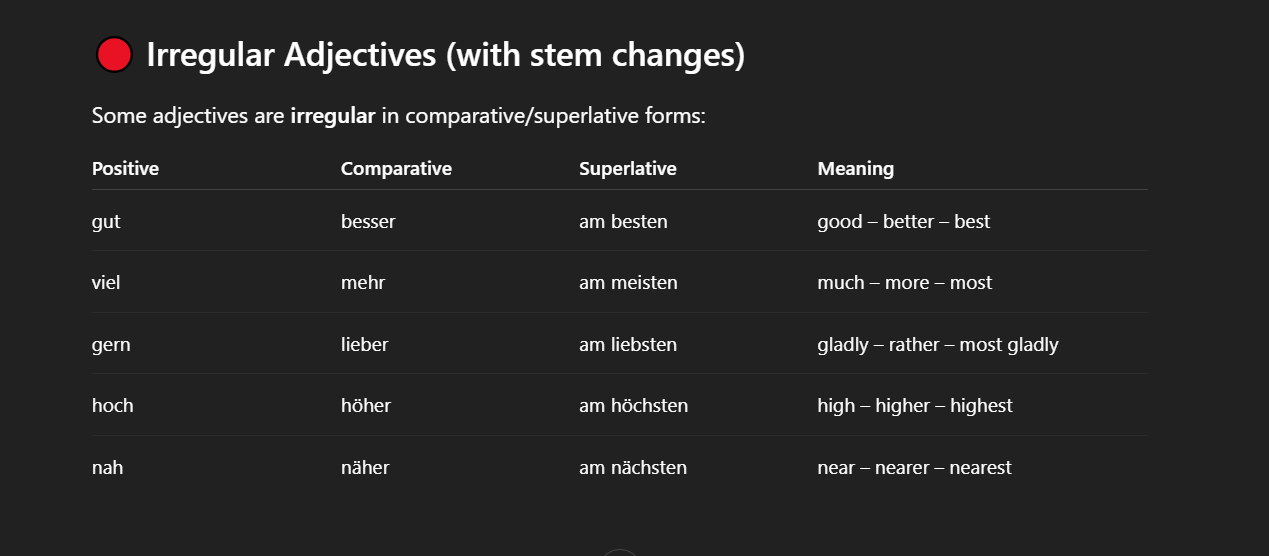 Irregular Adjectives (with stem changes)
Some adjectives are irregular in comparative/superlative forms:
Positive Comparative Superlative Meaning
gut besser am besten good – better – best
viel mehr am meisten much – more – most
gern lieber am liebsten gladly – rather – most gladly
hoch höher am höchsten high – higher – highest
nah näher am nächsten near – nearer – nearest